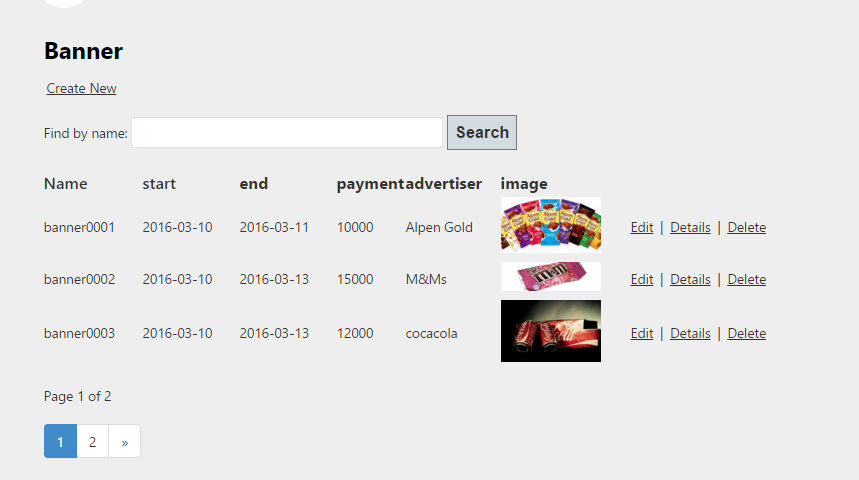 Banner
Create New
Find by name: Search
Name start end payment advertiser image
banner0001 2016-03-10 2016-03-11 10000 Alpen Gold Edit | Details | Delete
banner0002 2016-03-10 2016-03-13 15000 M&Ms m&m's Edit | Details | Delete
banner0003 2016-03-10 2016-03-13 12000 cocacola Edit | Details | Delete
Page 1 of 2
1 2 »